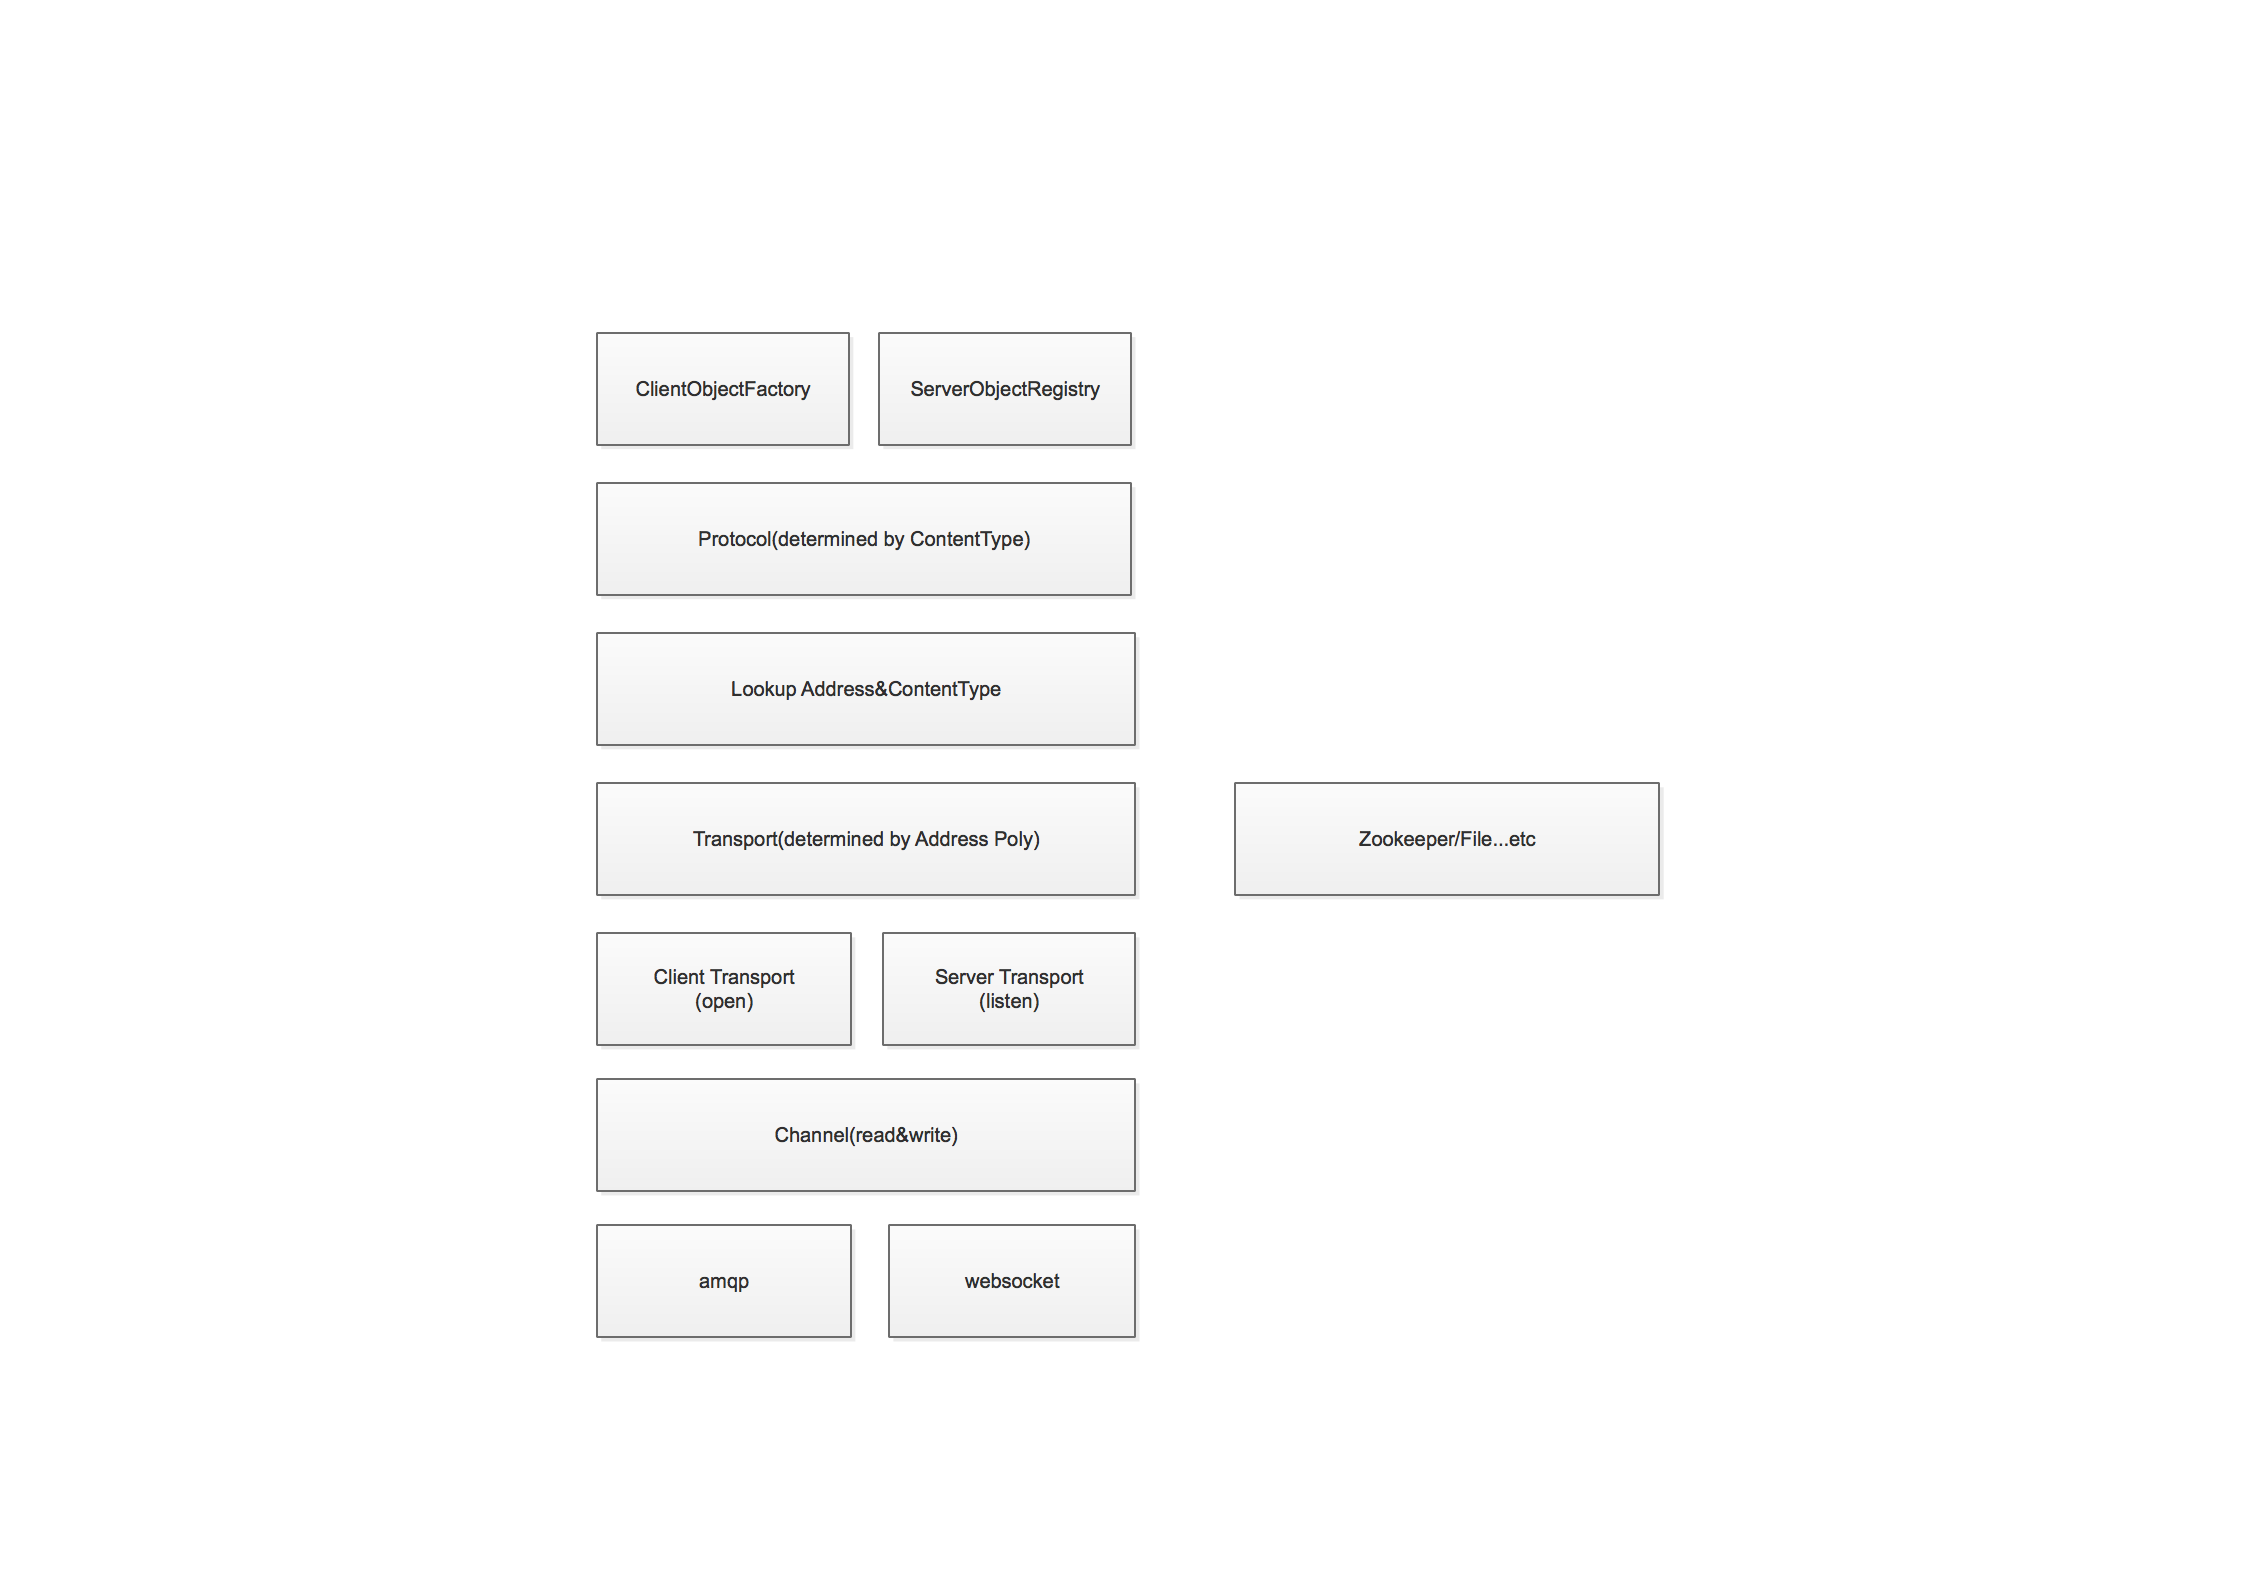 ClientObjectFactory
ServerObjectRegistry
Protocol(determined by ContentType)
Lookup Address&ContentType
Transport(determined by Address Poly)
Zookeeper/File...etc
Client Transport
(open)
Server Transport
(listen)
Channel(read&write)
amqp
websocket